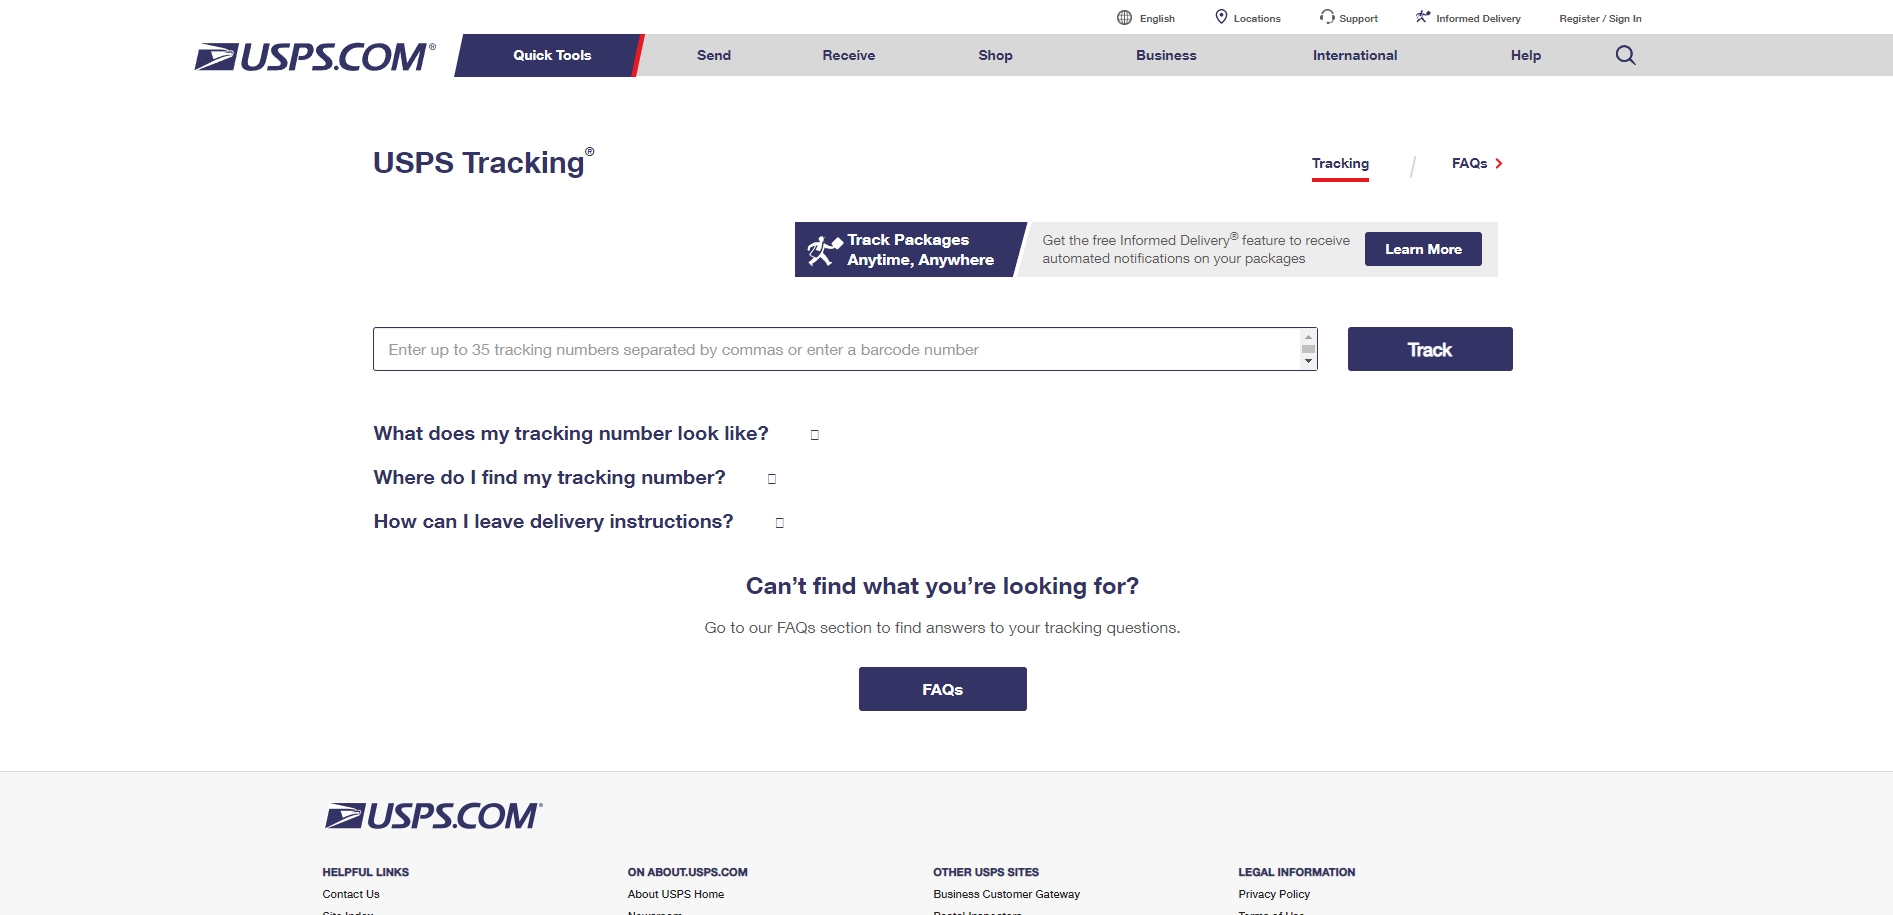 English
Locations
Support
Informed Delivery
Register / Sign In
USPS.COM®
Quick Tools
Send
Receive
Shop
Business
International
Help
USPS Tracking®
Tracking
FAQs
Track Packages
Anytime, Anywhere
Get the free Informed Delivery® feature to receive
automated notifications on your packages
Learn More
Enter up to 35 tracking numbers separated by commas or enter a barcode number
Track
What does my tracking number look like?
Where do I find my tracking number?
How can I leave delivery instructions?
Can’t find what you’re looking for?
Go to our FAQs section to find answers to your tracking questions.
FAQs
USPS.COM®
HELPFUL LINKS
Contact Us
ON ABOUT.USPS.COM
About USPS Home
OTHER USPS SITES
Business Customer Gateway
LEGAL INFORMATION
Privacy Policy